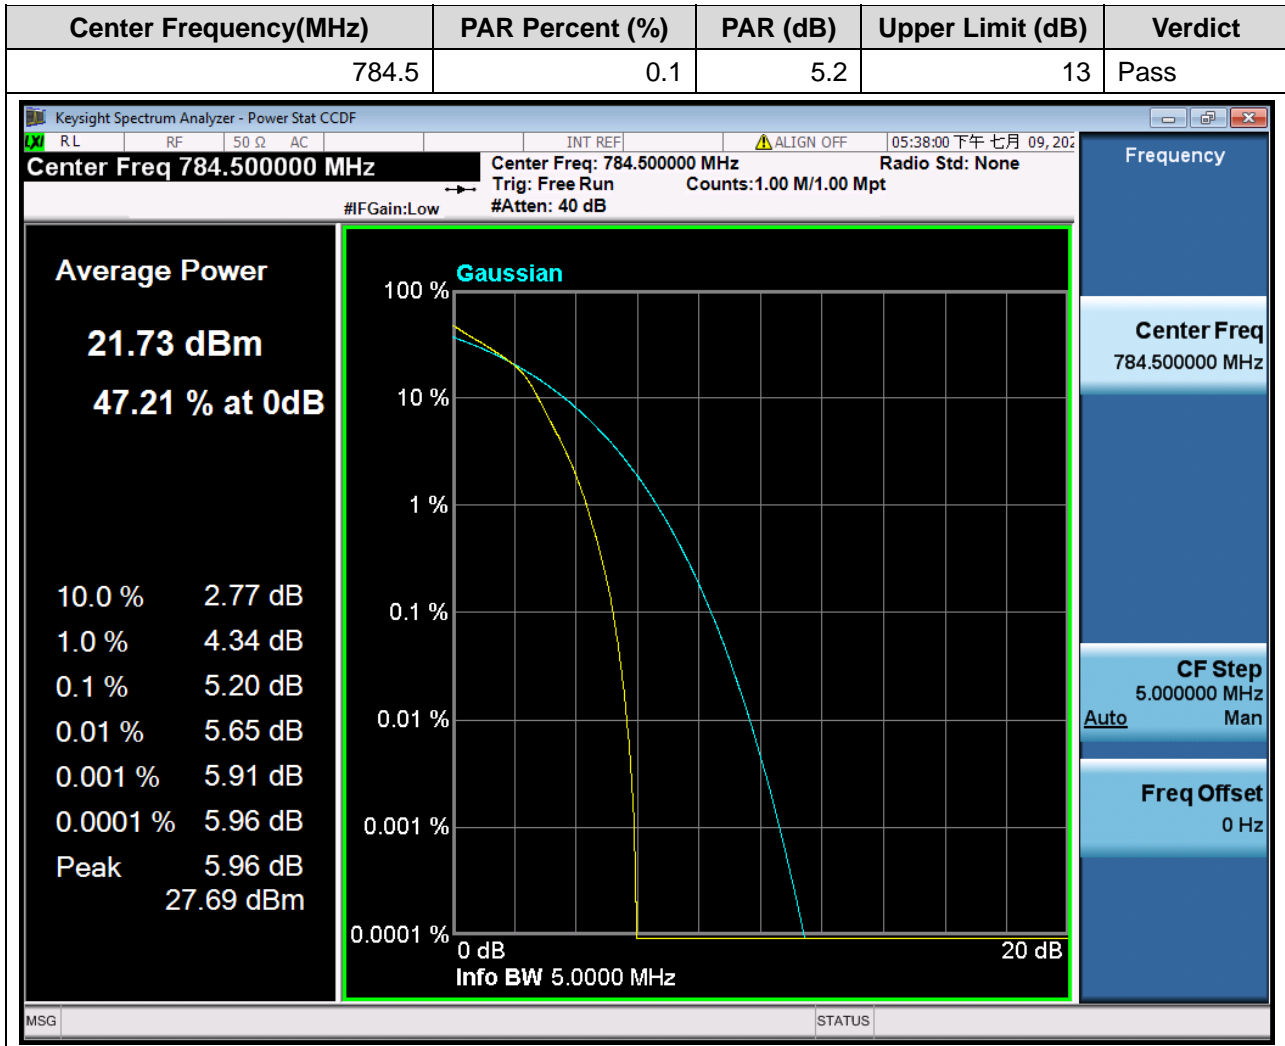 Center Frequency(MHz) PAR Percent (%) PAR (dB) Upper Limit (dB) Verdict
784.5 0.1 5.2 13 Pass
Keysight Spectrum Analyzer - Power Stat CCDF
LXI RL RF 50 Ω AC INT REF ALIGN OFF 05:38:00 下午 七月 09, 202
Center Freq 784.500000 MHz
#IFGain:Low
Center Freq: 784.500000 MHz Radio Std: None
Trig: Free Run Counts:1.00 M/1.00 Mpt
#Atten: 40 dB
Average Power
21.73 dBm
47.21 % at 0dB
10.0 % 2.77 dB
1.0 % 4.34 dB
0.1 % 5.20 dB
0.01 % 5.65 dB
0.001 % 5.91 dB
0.0001 % 5.96 dB
Peak 5.96 dB
27.69 dBm
Gaussian
100 %
10 %
1 %
0.1 %
0.01 %
0.001 %
0.0001 %
0 dB 20 dB
Info BW 5.0000 MHz
Frequency
Center Freq
784.500000 MHz
CF Step
5.000000 MHz
Auto Man
Freq Offset
0 Hz
MSG STATUS